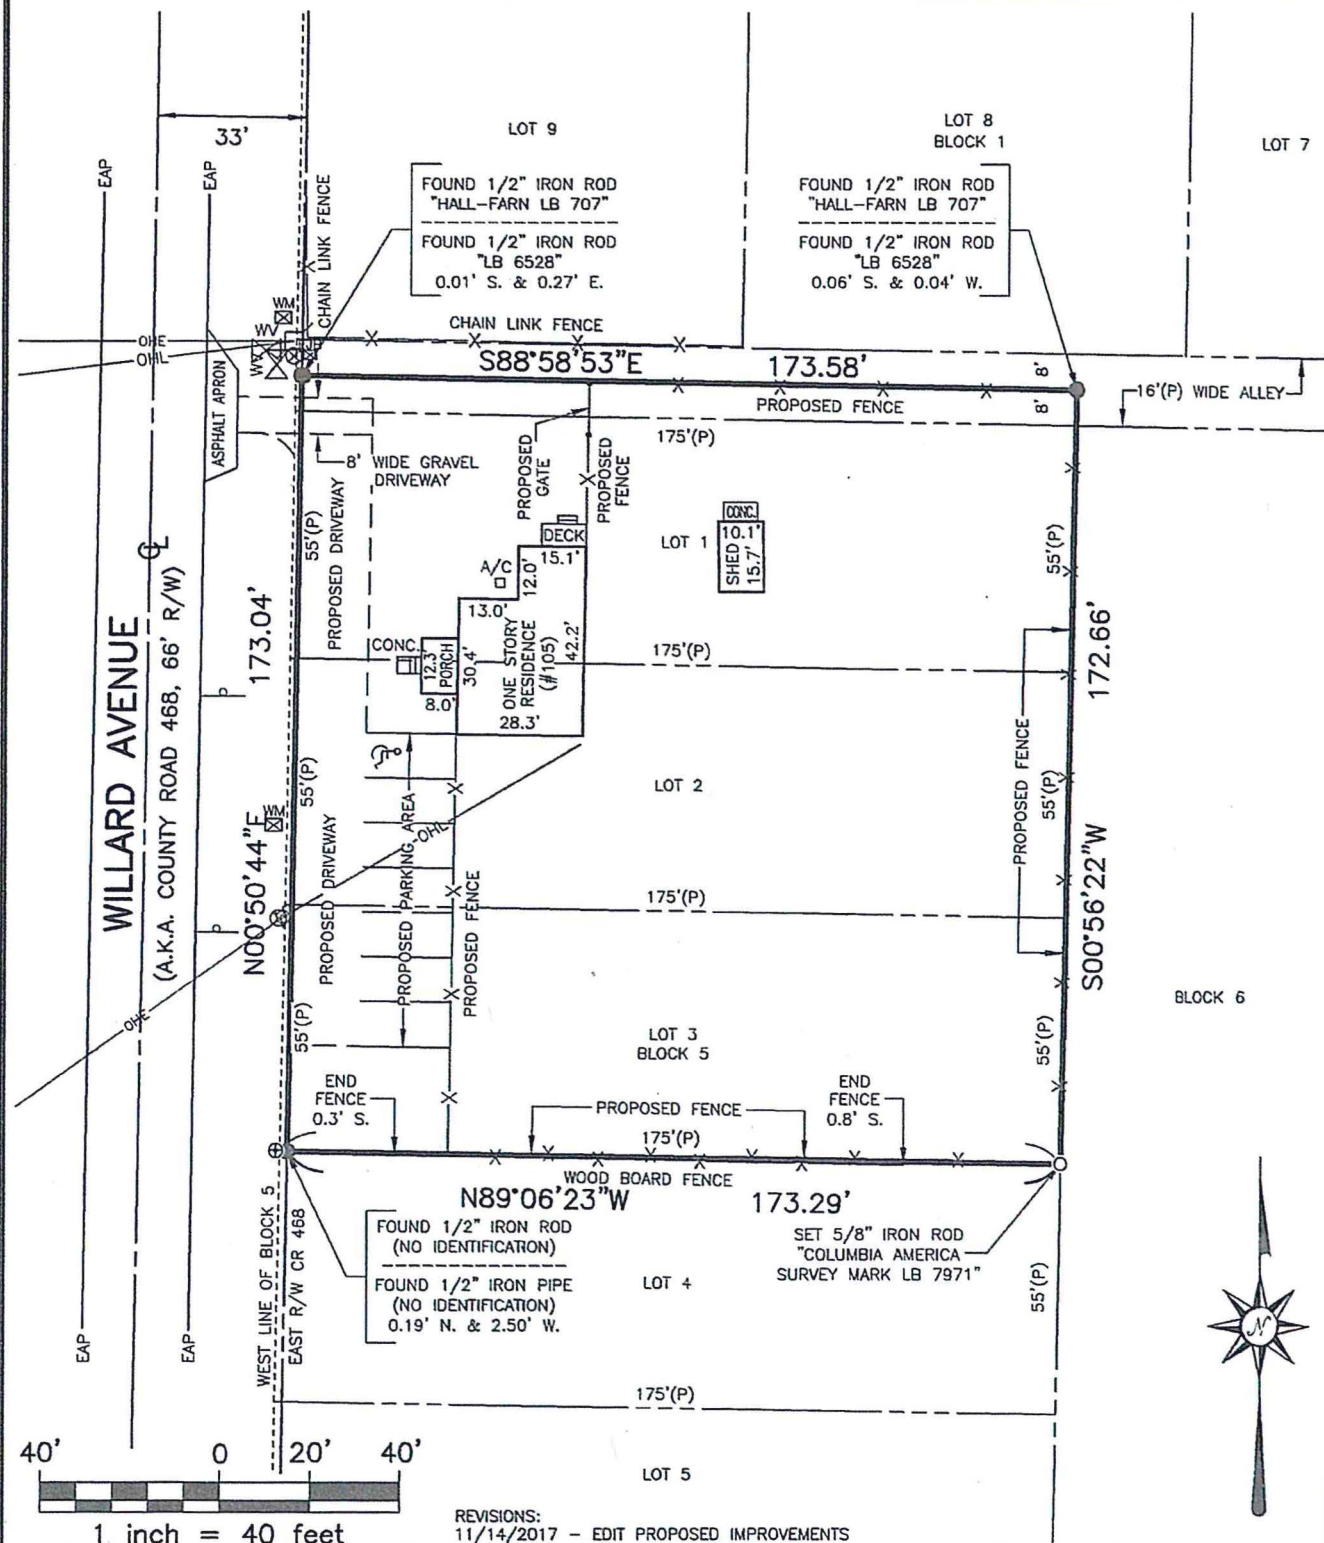 33'
LOT 9
LOT 8
BLOCK 1
LOT 7
EAP
EAP
CHAIN LINK FENCE
FOUND 1/2" IRON ROD
"HALL-FARN LB 707"
FOUND 1/2" IRON ROD
"LB 6528"
0.01' S. & 0.27' E.
FOUND 1/2" IRON ROD
"HALL-FARN LB 707"
FOUND 1/2" IRON ROD
"LB 6528"
0.06' S. & 0.04' W.
WM
WV
WV
OHE
OHL
CHAIN LINK FENCE
S88°58'53"E 173.58'
8'
8'
PROPOSED FENCE
16'(P) WIDE ALLEY
175'(P)
ASPHALT APRON
8' WIDE GRAVEL
DRIVEWAY
PROPOSED
GATE
PROPOSED
FENCE
55'(P)
PROPOSED DRIVEWAY
LOT 1
CONC.
10.1'
SHED
15.7'
DECK
15.1'
A/C
12.0'
13.0'
55'(P)
CONC.
12.3'
PORCH
8.0'
30.4'
ONE STORY
RESIDENCE
(#105)
42.2'
28.3'
175'(P)
WILLARD AVENUE
(A.K.A. COUNTY ROAD 468, 66' R/W)
CL
173.04'
N00°50'44"E
172.66'
S00°56'22"W
PROPOSED FENCE
55'(P)
55'(P)
LOT 2
WM
OHL
PROPOSED DRIVEWAY
PROPOSED PARKING AREA
PROPOSED FENCE
175'(P)
OHE
55'(P)
55'(P)
LOT 3
BLOCK 5
BLOCK 6
END
FENCE
0.3' S.
PROPOSED FENCE
END
FENCE
0.8' S.
175'(P)
WOOD BOARD FENCE
N89°06'23"W 173.29'
FOUND 1/2" IRON ROD
(NO IDENTIFICATION)
FOUND 1/2" IRON PIPE
(NO IDENTIFICATION)
0.19' N. & 2.50' W.
SET 5/8" IRON ROD
"COLUMBIA AMERICA
SURVEY MARK LB 7971"
LOT 4
55'(P)
WEST LINE OF BLOCK 5
EAST R/W CR 468
EAP
EAP
175'(P)
N
LOT 5
40' 0 20' 40'
1 inch = 40 feet
REVISIONS:
11/14/2017 - EDIT PROPOSED IMPROVEMENTS